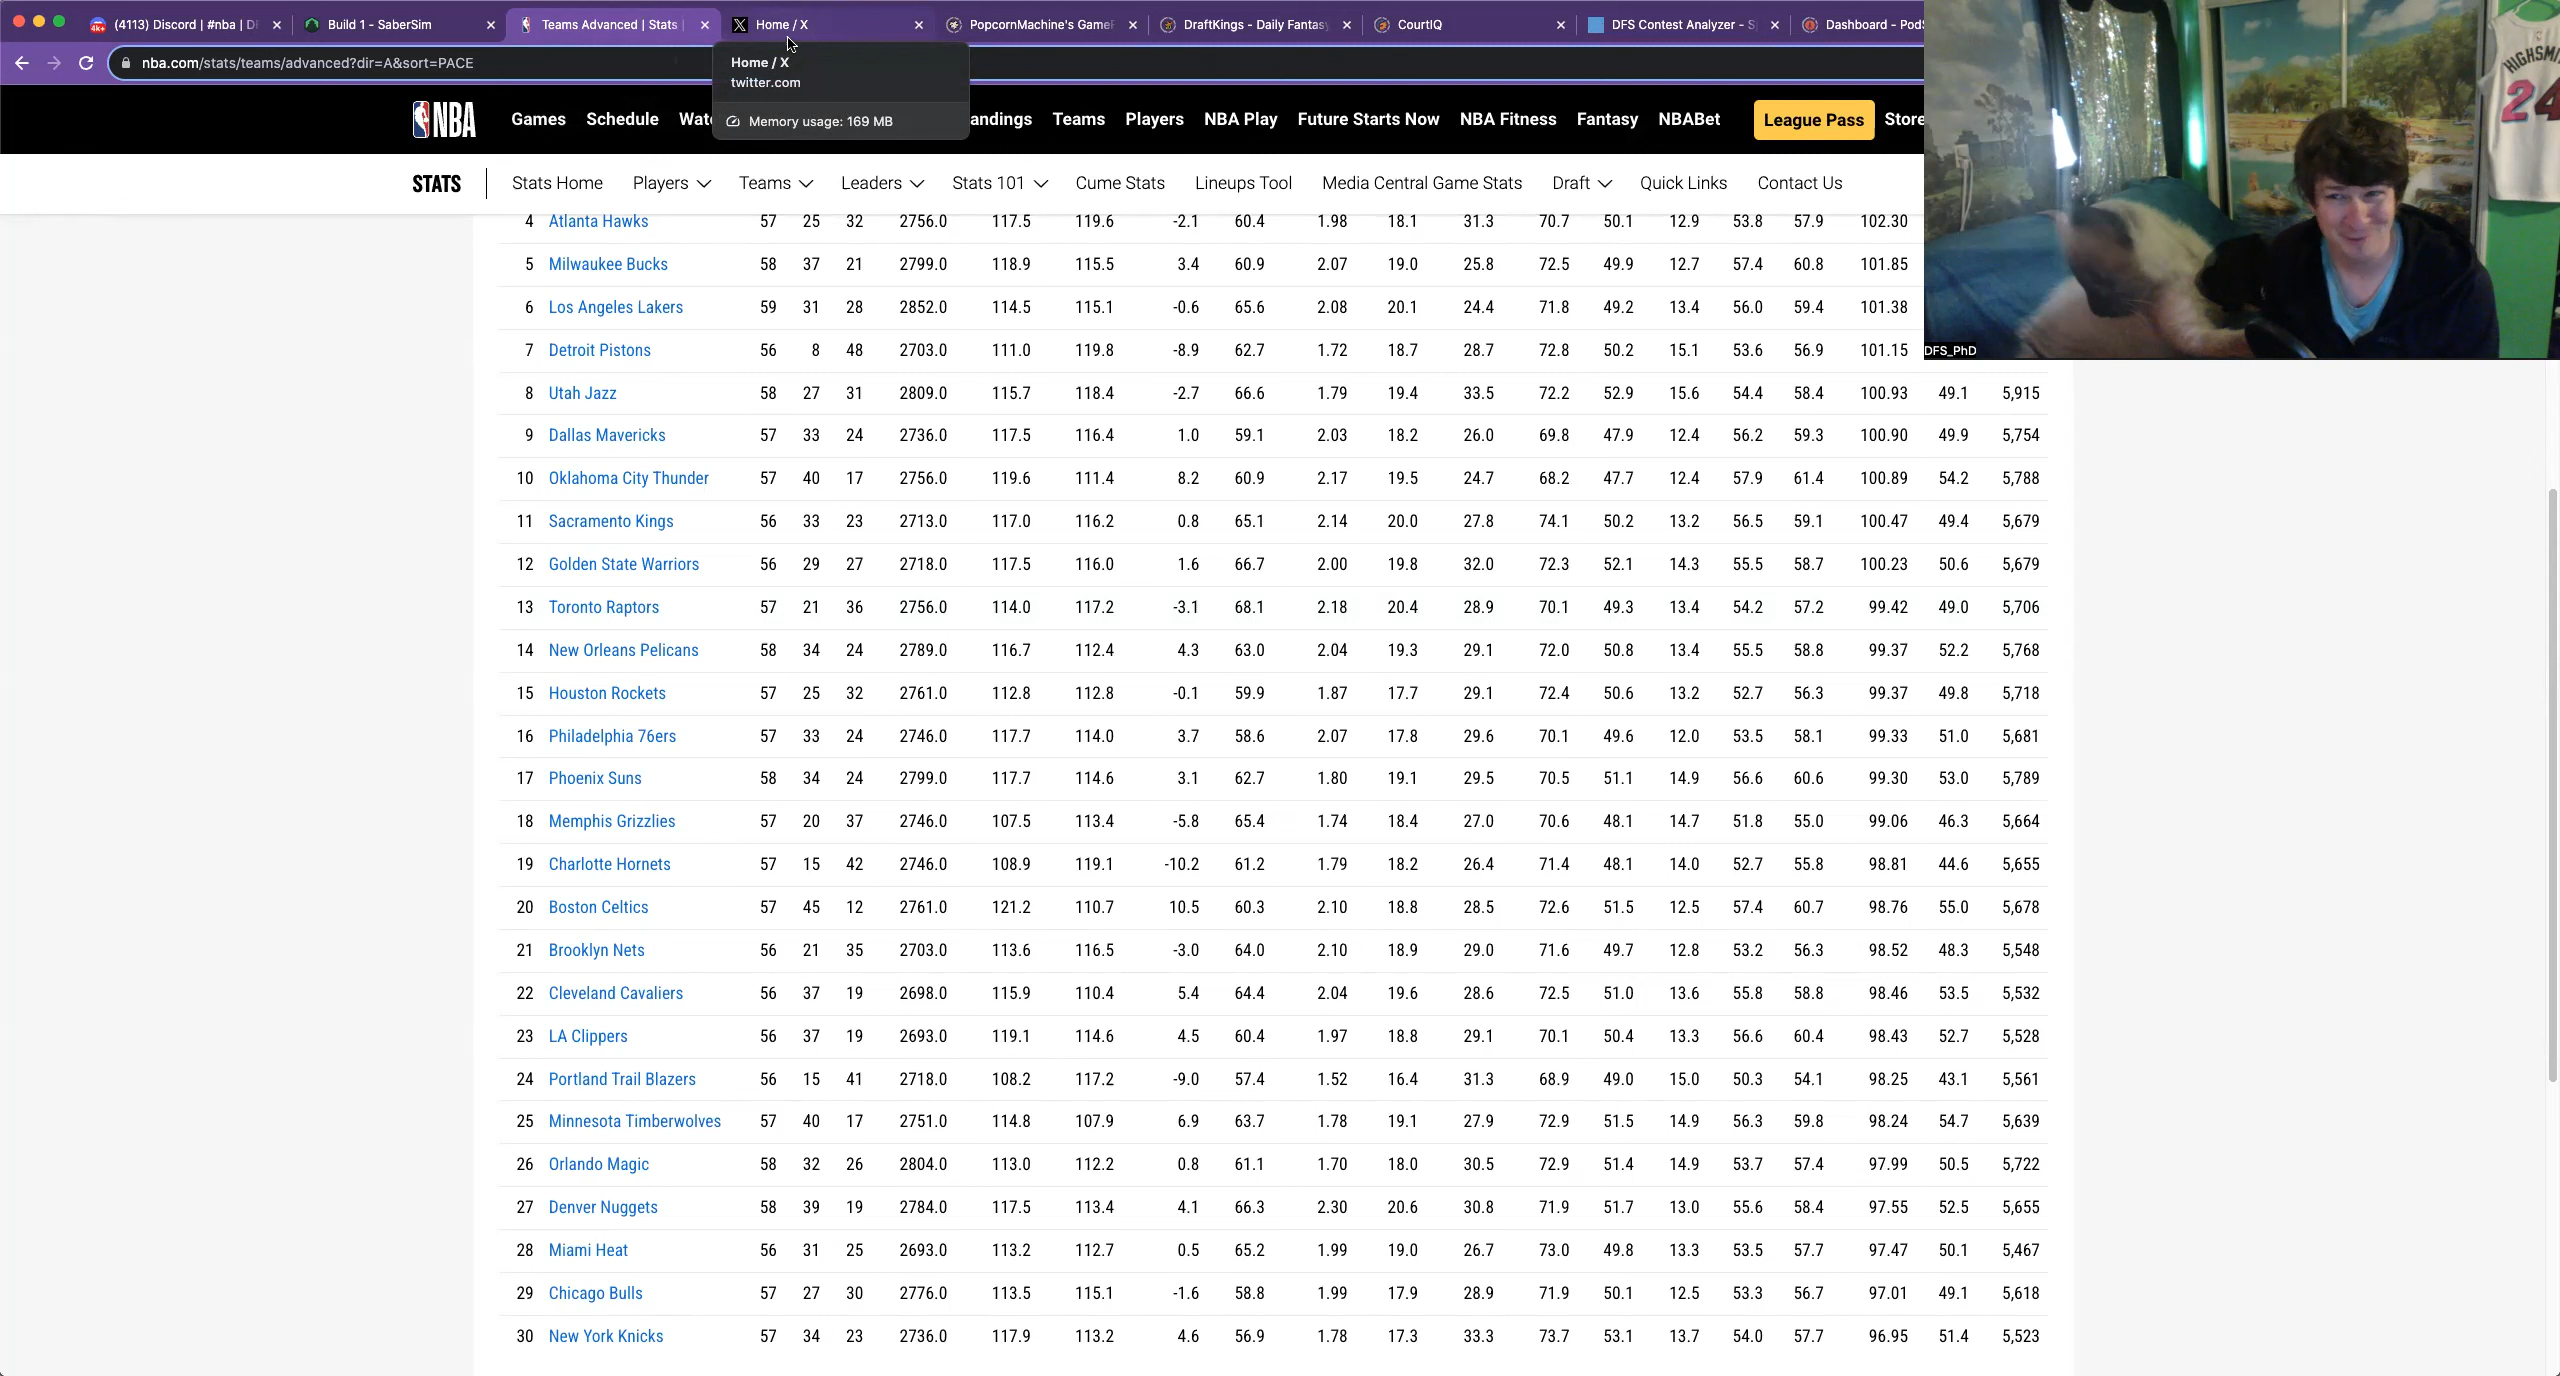 (4113) Discord | #nba | D
Build 1 - SaberSim
Teams Advanced | Stats |
Home / X
PopcornMachine's Game
DraftKings - Daily Fantas
CourtIQ
DFS Contest Analyzer - S
Dashboard - Pod
nba.com/stats/teams/advanced?dir=A&sort=PACE
Home / X
twitter.com
Memory usage: 169 MB
NBA Games Schedule Wat andings Teams Players NBA Play Future Starts Now NBA Fitness Fantasy NBABet League Pass Store
STATS Stats Home Players Teams Leaders Stats 101 Cume Stats Lineups Tool Media Central Game Stats Draft Quick Links Contact Us
4 Atlanta Hawks 57 25 32 2756.0 117.5 119.6 -2.1 60.4 1.98 18.1 31.3 70.7 50.1 12.9 53.8 57.9 102.30
5 Milwaukee Bucks 58 37 21 2799.0 118.9 115.5 3.4 60.9 2.07 19.0 25.8 72.5 49.9 12.7 57.4 60.8 101.85
6 Los Angeles Lakers 59 31 28 2852.0 114.5 115.1 -0.6 65.6 2.08 20.1 24.4 71.8 49.2 13.4 56.0 59.4 101.38
7 Detroit Pistons 56 8 48 2703.0 111.0 119.8 -8.9 62.7 1.72 18.7 28.7 72.8 50.2 15.1 53.6 56.9 101.15
8 Utah Jazz 58 27 31 2809.0 115.7 118.4 -2.7 66.6 1.79 19.4 33.5 72.2 52.9 15.6 54.4 58.4 100.93 49.1 5,915
9 Dallas Mavericks 57 33 24 2736.0 117.5 116.4 1.0 59.1 2.03 18.2 26.0 69.8 47.9 12.4 56.2 59.3 100.90 49.9 5,754
10 Oklahoma City Thunder 57 40 17 2756.0 119.6 111.4 8.2 60.9 2.17 19.5 24.7 68.2 47.7 12.4 57.9 61.4 100.89 54.2 5,788
11 Sacramento Kings 56 33 23 2713.0 117.0 116.2 0.8 65.1 2.14 20.0 27.8 74.1 50.2 13.2 56.5 59.1 100.47 49.4 5,679
12 Golden State Warriors 56 29 27 2718.0 117.5 116.0 1.6 66.7 2.00 19.8 32.0 72.3 52.1 14.3 55.5 58.7 100.23 50.6 5,679
13 Toronto Raptors 57 21 36 2756.0 114.0 117.2 -3.1 68.1 2.18 20.4 28.9 70.1 49.3 13.4 54.2 57.2 99.42 49.0 5,706
14 New Orleans Pelicans 58 34 24 2789.0 116.7 112.4 4.3 63.0 2.04 19.3 29.1 72.0 50.8 13.4 55.5 58.8 99.37 52.2 5,768
15 Houston Rockets 57 25 32 2761.0 112.8 112.8 -0.1 59.9 1.87 17.7 29.1 72.4 50.6 13.2 52.7 56.3 99.37 49.8 5,718
16 Philadelphia 76ers 57 33 24 2746.0 117.7 114.0 3.7 58.6 2.07 17.8 29.6 70.1 49.6 12.0 53.5 58.1 99.33 51.0 5,681
17 Phoenix Suns 58 34 24 2799.0 117.7 114.6 3.1 62.7 1.80 19.1 29.5 70.5 51.1 14.9 56.6 60.6 99.30 53.0 5,789
18 Memphis Grizzlies 57 20 37 2746.0 107.5 113.4 -5.8 65.4 1.74 18.4 27.0 70.6 48.1 14.7 51.8 55.0 99.06 46.3 5,664
19 Charlotte Hornets 57 15 42 2746.0 108.9 119.1 -10.2 61.2 1.79 18.2 26.4 71.4 48.1 14.0 52.7 55.8 98.81 44.6 5,655
20 Boston Celtics 57 45 12 2761.0 121.2 110.7 10.5 60.3 2.10 18.8 28.5 72.6 51.5 12.5 57.4 60.7 98.76 55.0 5,678
21 Brooklyn Nets 56 21 35 2703.0 113.6 116.5 -3.0 64.0 2.10 18.9 29.0 71.6 49.7 12.8 53.2 56.3 98.52 48.3 5,548
22 Cleveland Cavaliers 56 37 19 2698.0 115.9 110.4 5.4 64.4 2.04 19.6 28.6 72.5 51.0 13.6 55.8 58.8 98.46 53.5 5,532
23 LA Clippers 56 37 19 2693.0 119.1 114.6 4.5 60.4 1.97 18.8 29.1 70.1 50.4 13.3 56.6 60.4 98.43 52.7 5,528
24 Portland Trail Blazers 56 15 41 2718.0 108.2 117.2 -9.0 57.4 1.52 16.4 31.3 68.9 49.0 15.0 50.3 54.1 98.25 43.1 5,561
25 Minnesota Timberwolves 57 40 17 2751.0 114.8 107.9 6.9 63.7 1.78 19.1 27.9 72.9 51.5 14.9 56.3 59.8 98.24 54.7 5,639
26 Orlando Magic 58 32 26 2804.0 113.0 112.2 0.8 61.1 1.70 18.0 30.5 72.9 51.4 14.9 53.7 57.4 97.99 50.5 5,722
27 Denver Nuggets 58 39 19 2784.0 117.5 113.4 4.1 66.3 2.30 20.6 30.8 71.9 51.7 13.0 55.6 58.4 97.55 52.5 5,655
28 Miami Heat 56 31 25 2693.0 113.2 112.7 0.5 65.2 1.99 19.0 26.7 73.0 49.8 13.3 53.5 57.7 97.47 50.1 5,467
29 Chicago Bulls 57 27 30 2776.0 113.5 115.1 -1.6 58.8 1.99 17.9 28.9 71.9 50.1 12.5 53.3 56.7 97.01 49.1 5,618
30 New York Knicks 57 34 23 2736.0 117.9 113.2 4.6 56.9 1.78 17.3 33.3 73.7 53.1 13.7 54.0 57.7 96.95 51.4 5,523
HIGHSMI
24
DFS_PhD